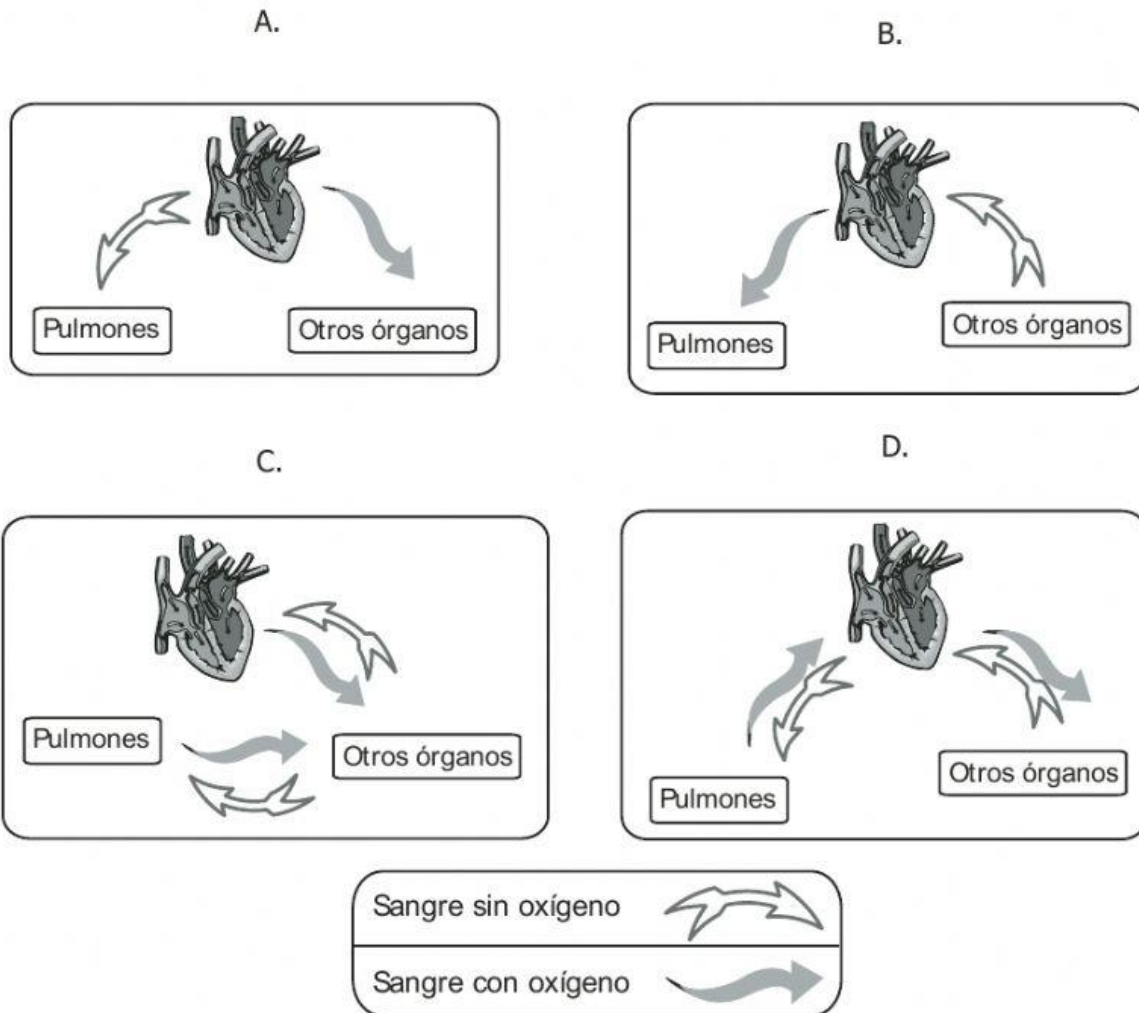 A.
B.
Pulmones
Otros órganos
Pulmones
Otros órganos
C.
D.
Pulmones
Otros órganos
Pulmones
Otros órganos
Sangre sin oxígeno
Sangre con oxígeno